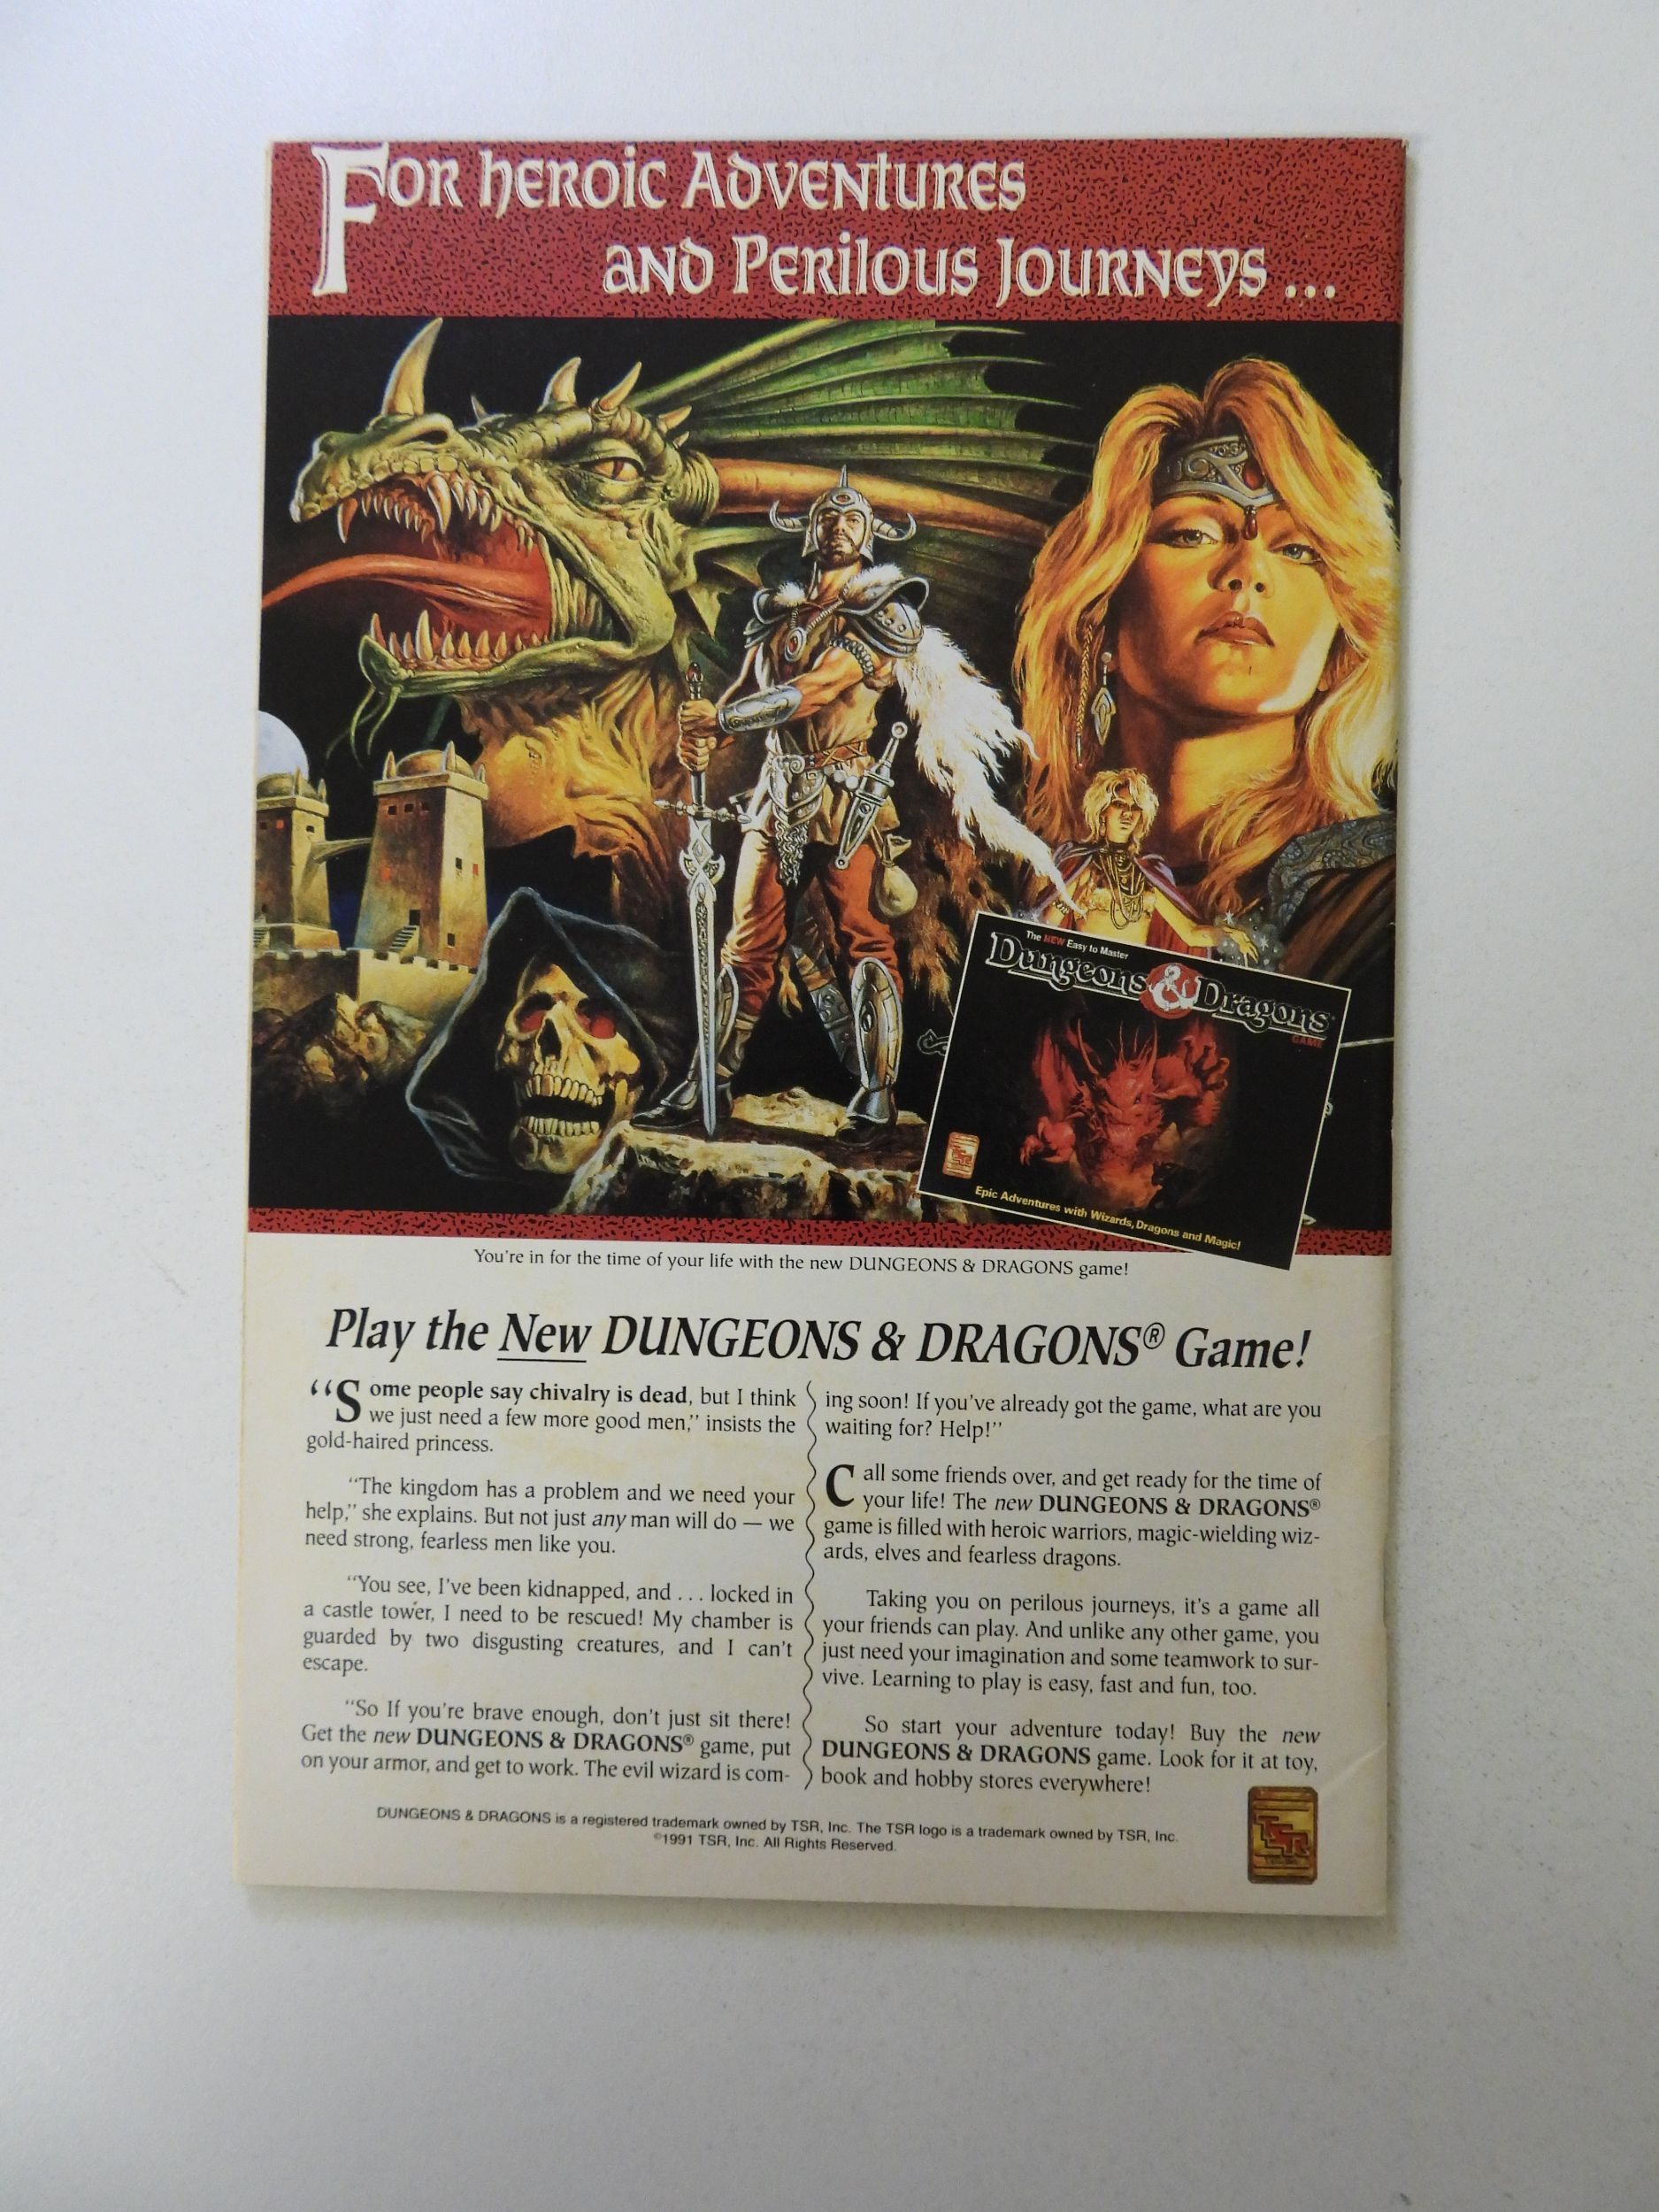 For Heroic Adventures
and Perilous Journeys ...
The NEW Easy to Master
Dungeons & Dragons®
GAME
TSR
Epic Adventures with Wizards, Dragons and Magic!
You're in for the time of your life with the new DUNGEONS & DRAGONS game!
Play the New DUNGEONS & DRAGONS® Game!
“Some people say chivalry is dead, but I think
we just need a few more good men,” insists the
gold-haired princess.
“The kingdom has a problem and we need your
help,” she explains. But not just any man will do — we
need strong, fearless men like you.
“You see, I've been kidnapped, and . . . locked in
a castle tower, I need to be rescued! My chamber is
guarded by two disgusting creatures, and I can't
escape.
“So If you're brave enough, don't just sit there!
Get the new DUNGEONS & DRAGONS® game, put
on your armor, and get to work. The evil wizard is com-
ing soon! If you've already got the game, what are you
waiting for? Help!”
Call some friends over, and get ready for the time of
your life! The new DUNGEONS & DRAGONS®
game is filled with heroic warriors, magic-wielding wiz-
ards, elves and fearless dragons.
Taking you on perilous journeys, it's a game all
your friends can play. And unlike any other game, you
just need your imagination and some teamwork to sur-
vive. Learning to play is easy, fast and fun, too.
So start your adventure today! Buy the new
DUNGEONS & DRAGONS game. Look for it at toy,
book and hobby stores everywhere!
DUNGEONS & DRAGONS is a registered trademark owned by TSR, Inc. The TSR logo is a trademark owned by TSR, Inc.
©1991 TSR, Inc. All Rights Reserved.
TSR